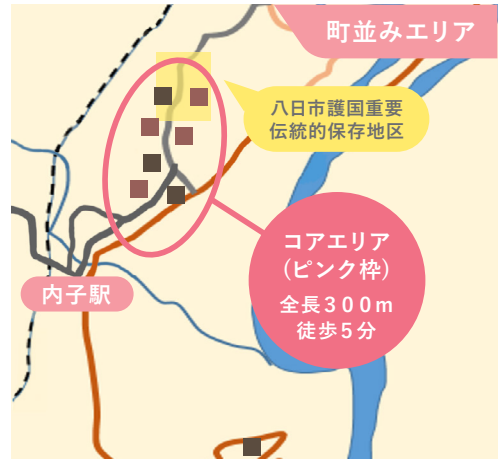 町並みエリア
八日市護国重要
伝統的保存地区
コアエリア
(ピンク枠)
全長300m
徒歩5分
内子駅